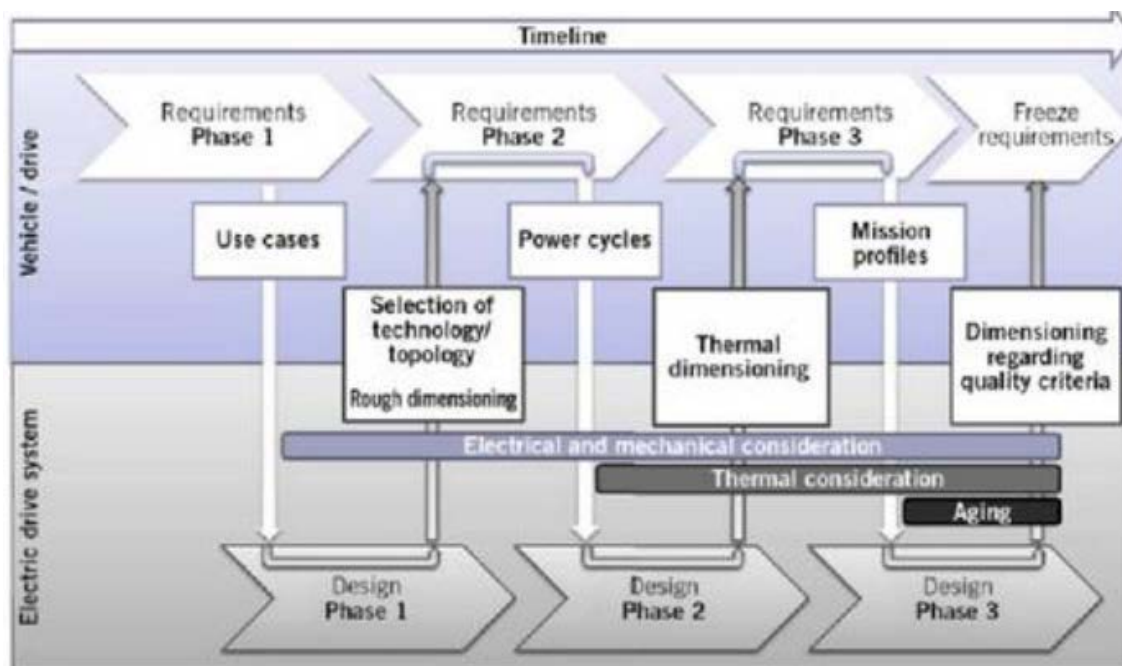 Timeline
Vehicle / drive
Requirements
Phase 1
Requirements
Phase 2
Requirements
Phase 3
Freeze
requirements
Use cases
Power cycles
Mission
profiles
Selection of
technology/
topology
Rough dimensioning
Thermal
dimensioning
Dimensioning
regarding
quality criteria
Electric drive system
Electrical and mechanical consideration
Thermal consideration
Aging
Design
Phase 1
Design
Phase 2
Design
Phase 3